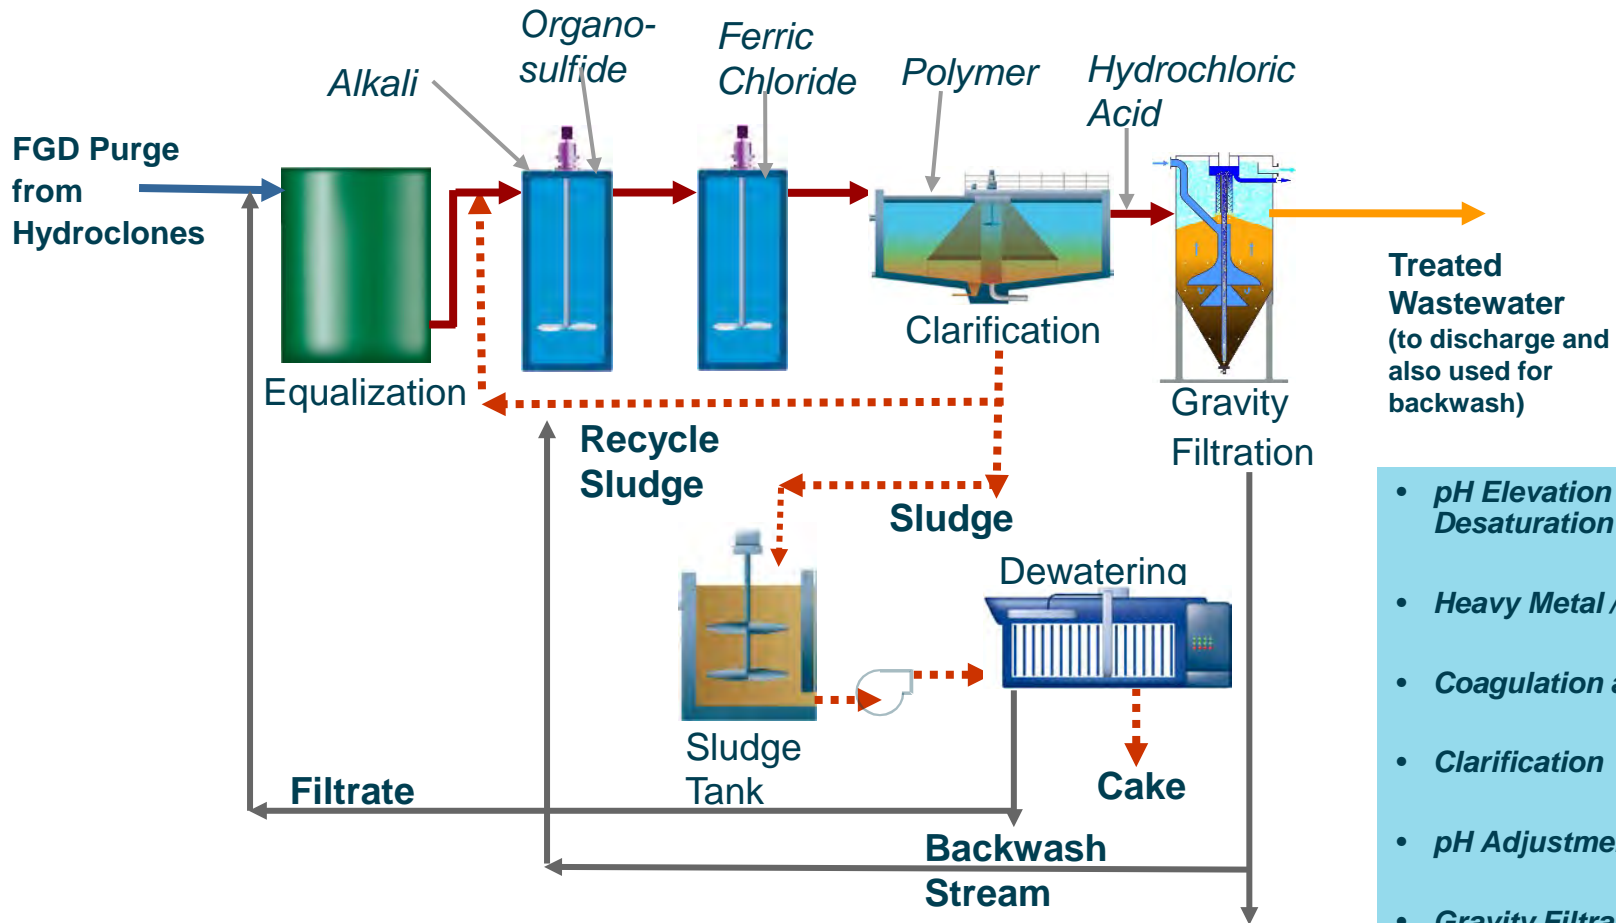 Organo-
sulfide
Ferric
Chloride
Alkali
Polymer
Hydrochloric
Acid
FGD Purge
from
Hydroclones
Equalization
Clarification
Gravity
Filtration
Treated
Wastewater
(to discharge and
also used for
backwash)
Recycle
Sludge
Sludge
Dewatering
Sludge
Tank
Cake
Filtrate
Backwash
Stream
• pH Elevation
Desaturation
• Heavy Metal
• Coagulation
• Clarification
• pH
• Gravity